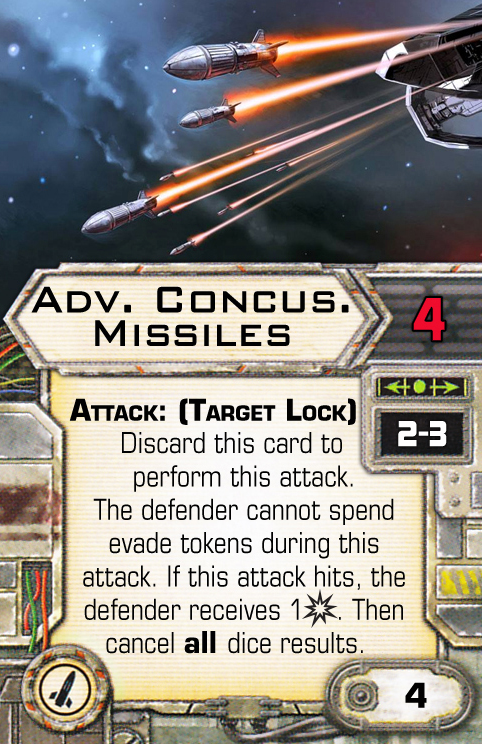 Adv. Concus.
Missiles
4
Attack: (Target Lock)
2-3
Discard this card to
perform this attack.
The defender cannot spend
evade tokens during this
attack. If this attack hits, the
defender receives 1. Then
cancel all dice results.
4